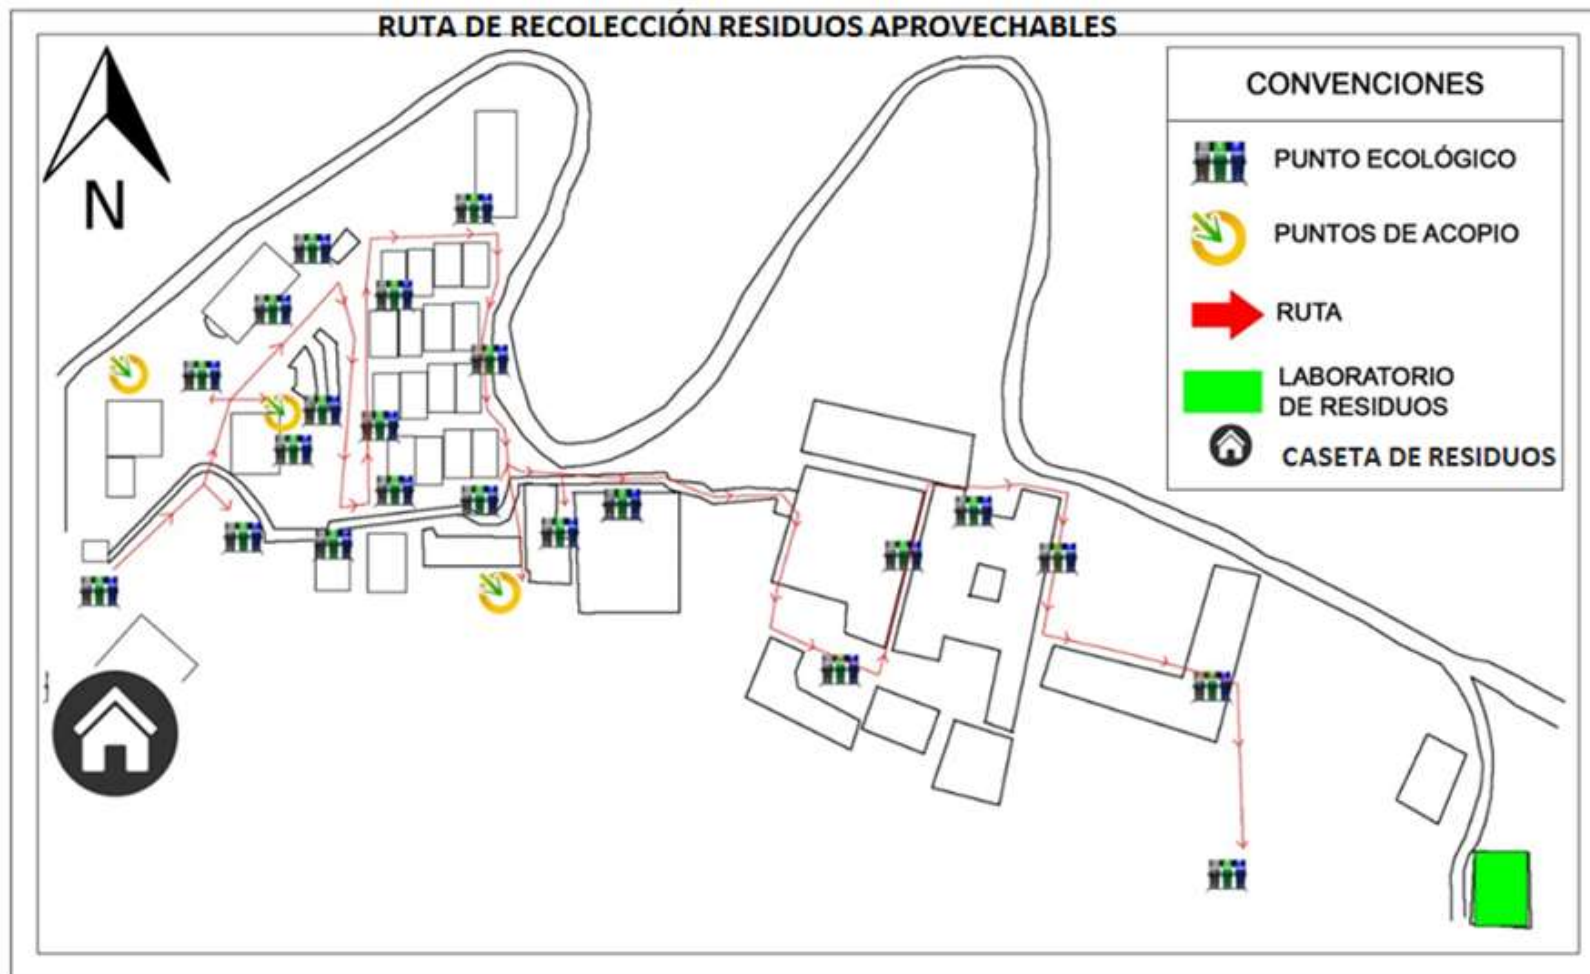 RUTA DE RECOLECCIÓN RESIDUOS APROVECHABLES
N
CONVENCIONES
PUNTO ECOLÓGICO
PUNTOS DE ACOPIO
RUTA
LABORATORIO
DE RESIDUOS
CASETA DE RESIDUOS